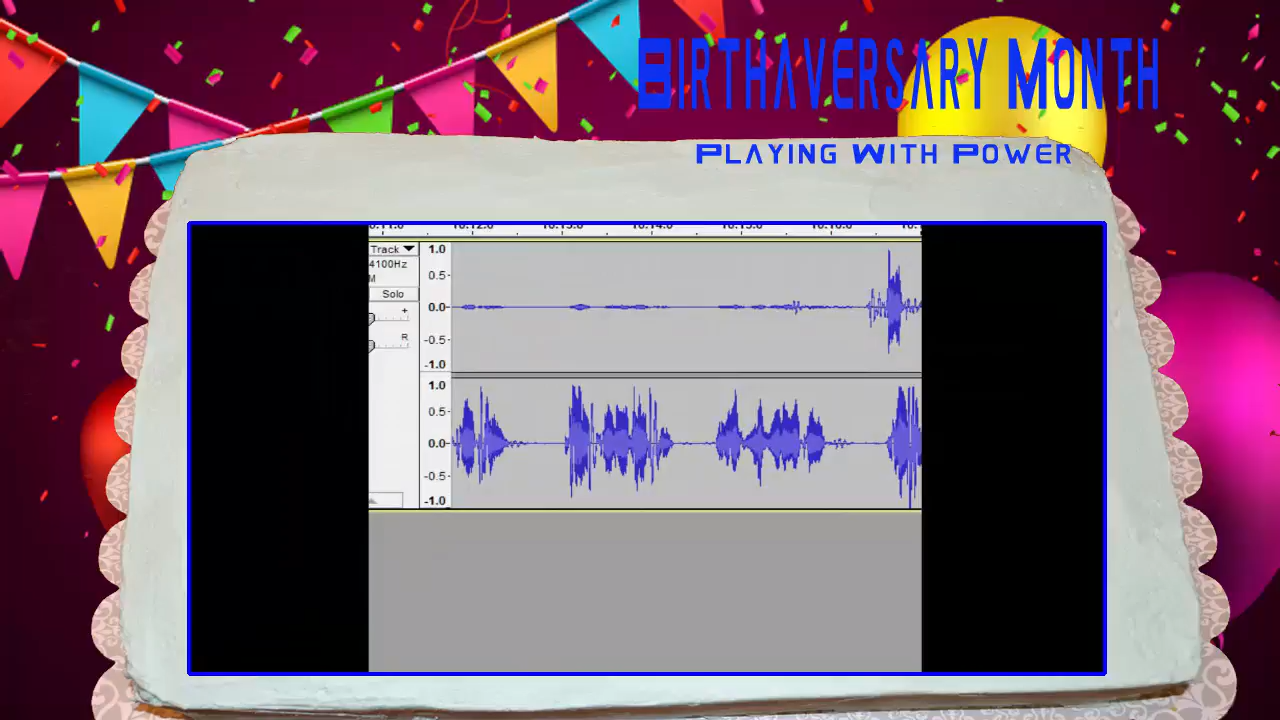 Birthaversary Month
Playing With Power
Track
1.0
4100Hz
0.5
M
Solo
0.0
+
R
-0.5
-1.0
1.0
0.5
0.0
-0.5
-1.0